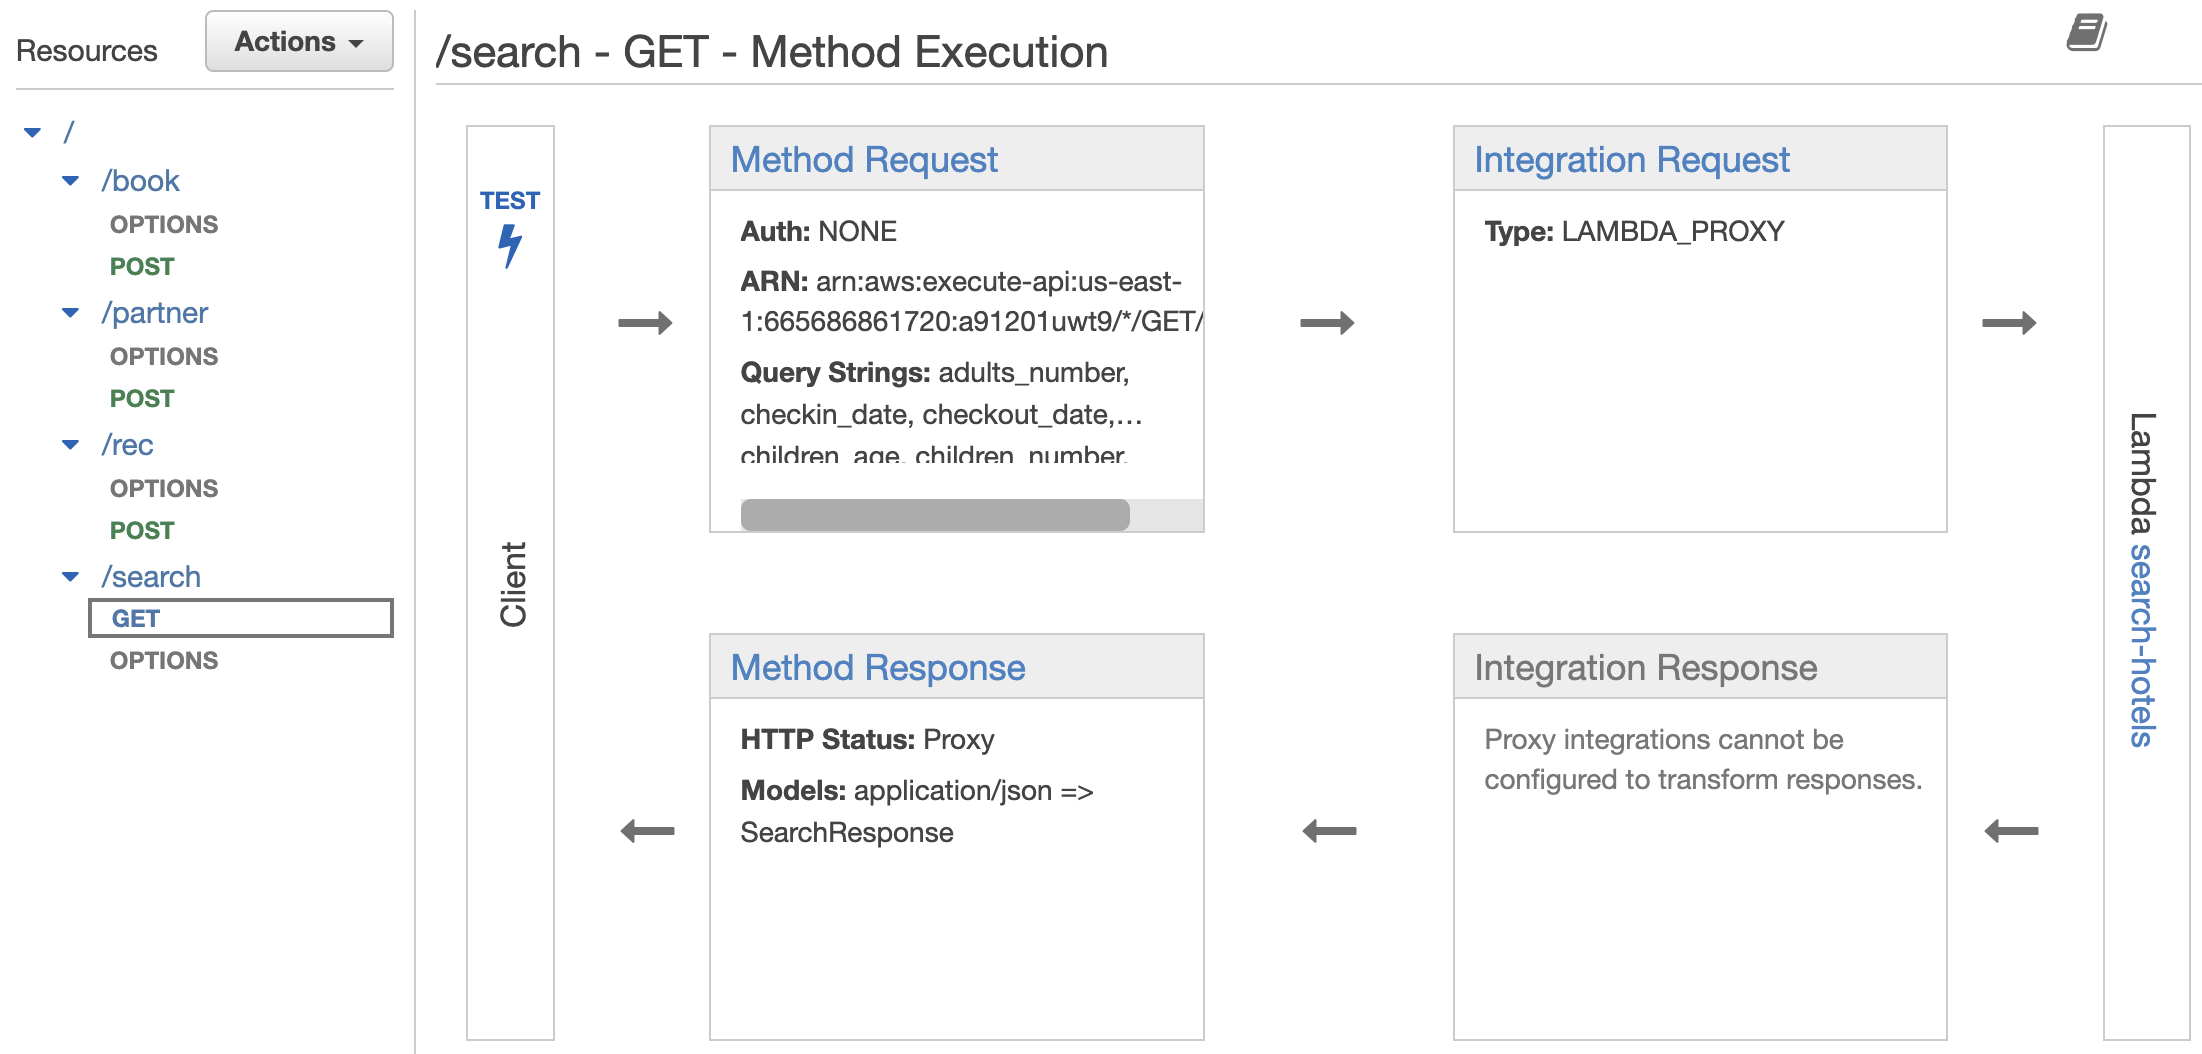 Resources
Actions
/
/book
OPTIONS
POST
/partner
OPTIONS
POST
/rec
OPTIONS
POST
/search
GET
OPTIONS
/search - GET - Method Execution
TEST
Client
Method Request
Auth: NONE
ARN: arn:aws:execute-api:us-east-
1:665686861720:a91201uwt9/*/GET/
Query Strings: adults_number,
checkin_date, checkout_date,…
children_age, children_number,
Integration Request
Type: LAMBDA_PROXY
Lambda search-hotels
Method Response
HTTP Status: Proxy
Models: application/json =>
SearchResponse
Integration Response
Proxy integrations cannot be
configured to transform responses.